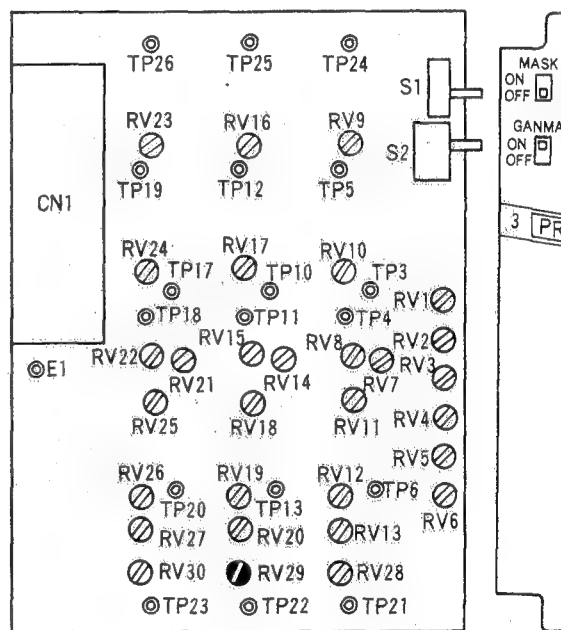 TP26 TP25 TP24
MASK
ON
OFF
S1
RV23 RV16 RV9
GANMA
ON
OFF
S2
TP19 TP12 TP5
CN1
3 PR
RV24 RV17 RV10
TP17 TP10 TP3
RV1
TP18 TP11 TP4
RV2
RV22 RV15 RV8 RV3
E1
RV21 RV14 RV7
RV25 RV18 RV11 RV4
RV5
RV26 RV19 RV12
TP6
TP20 TP13
RV6
RV27 RV20 RV13
RV30 RV29 RV28
TP23 TP22 TP21